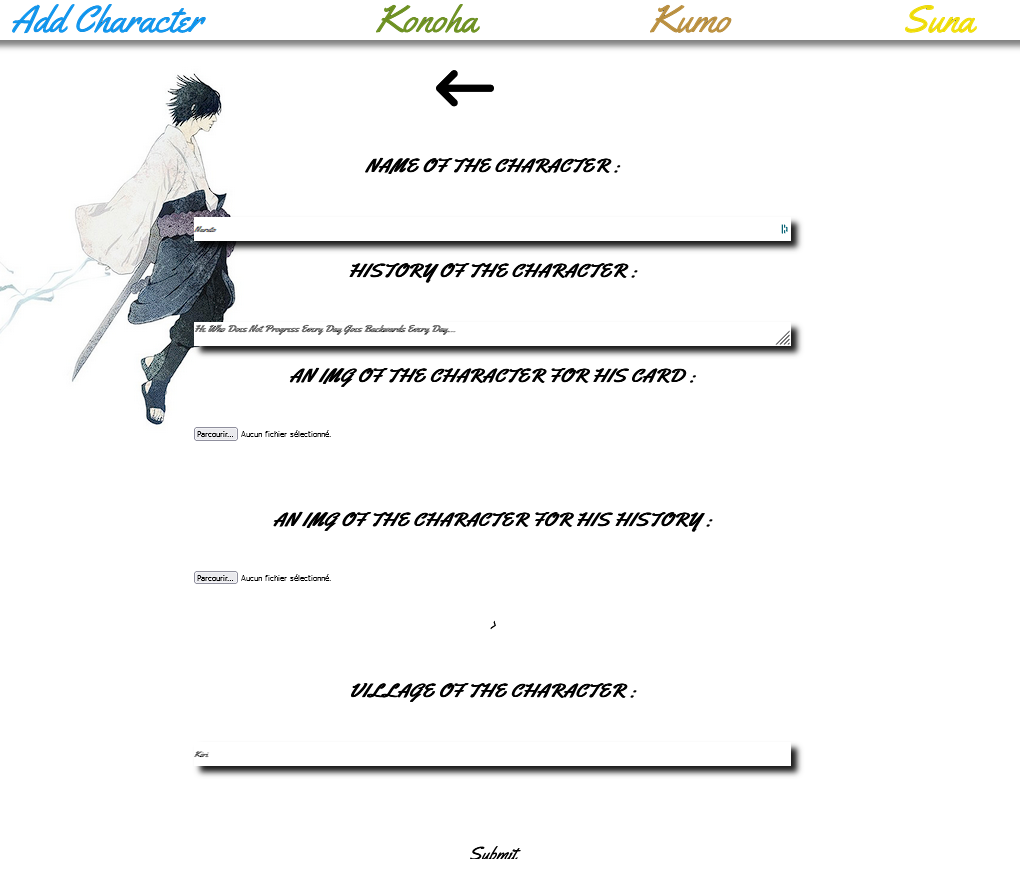 Add Character Konoha Kumo Suna
NAME OF THE CHARACTER :
Naruto
HISTORY OF THE CHARACTER :
He Who Does Not Progress Every Day Goes Backwards Every Day...
AN IMG OF THE CHARACTER FOR HIS CARD :
Parcourir... Aucun fichier sélectionné.
AN IMG OF THE CHARACTER FOR HIS HISTORY :
Parcourir... Aucun fichier sélectionné.
>
VILLAGE OF THE CHARACTER :
Kiri
Submit